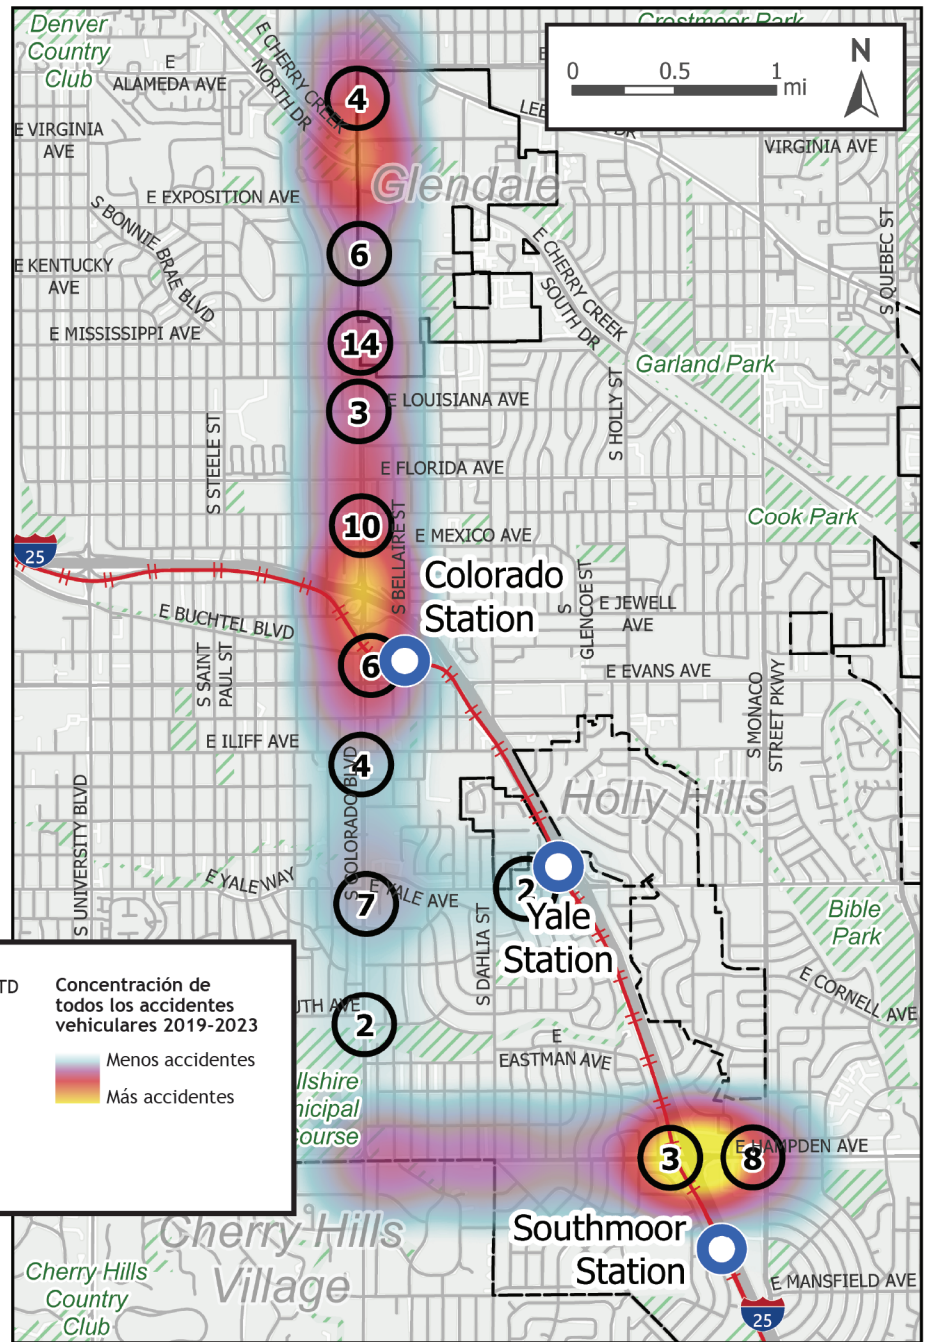 Denver
Country
Club
Crestmoor Park
E
ALAMEDA AVE
E CHERRY CREEK
NORTH DR
0 0.5 1
mi
N
4
E VIRGINIA
AVE
VIRGINIA AVE
Glendale
E EXPOSITION AVE
S BONNIE BRAE BLVD
6
E KENTUCKY
AVE
E CHERRY CREEK
SOUTH DR
S QUEBEC ST
E MISSISSIPPI AVE
14
Garland Park
3
E LOUISIANA AVE
S HOLLY ST
S STEELE ST
E FLORIDA AVE
10
E MEXICO AVE
Cook Park
25
S BELLAIRE ST
Colorado
Station
S
GLENCOE ST
E JEWELL
AVE
E BUCHTEL BLVD
6
S SAINT
PAUL ST
E EVANS AVE
S MONACO
STREET PKWY
E ILIFF AVE
4
S COLORADO BLVD
Holly Hills
S UNIVERSITY BLVD
E YALE WAY
E YALE AVE
7
2
Yale
Station
S DAHLIA ST
Bible
Park
E CORNELL AVE
TD
Concentración de
todos los accidentes
vehiculares 2019-2023
Menos accidentes
Más accidentes
UTH AVE
2
E
EASTMAN AVE
llshire
nicipal
Course
3
8
E HAMPDEN AVE
Cherry Hills
Village
Southmoor
Station
Cherry Hills
Country
Club
E MANSFIELD AVE
25